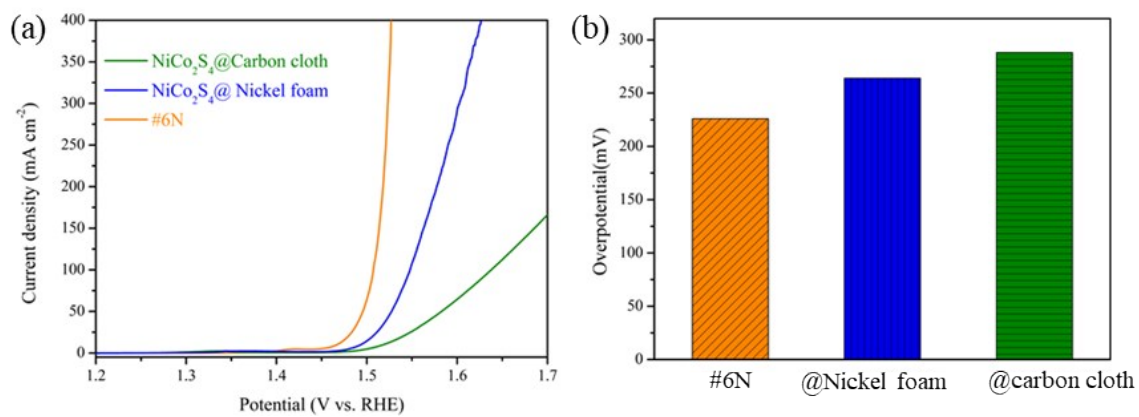 (a)
400
350
300
250
200
150
100
50
0
Current density (mA cm⁻²)
NiCo₂S₄@Carbon cloth
NiCo₂S₄@ Nickel foam
#6N
1.2 1.3 1.4 1.5 1.6 1.7
Potential (V vs. RHE)
(b)
300
250
200
150
100
50
0
Overpotential(mV)
#6N @Nickel foam @carbon cloth